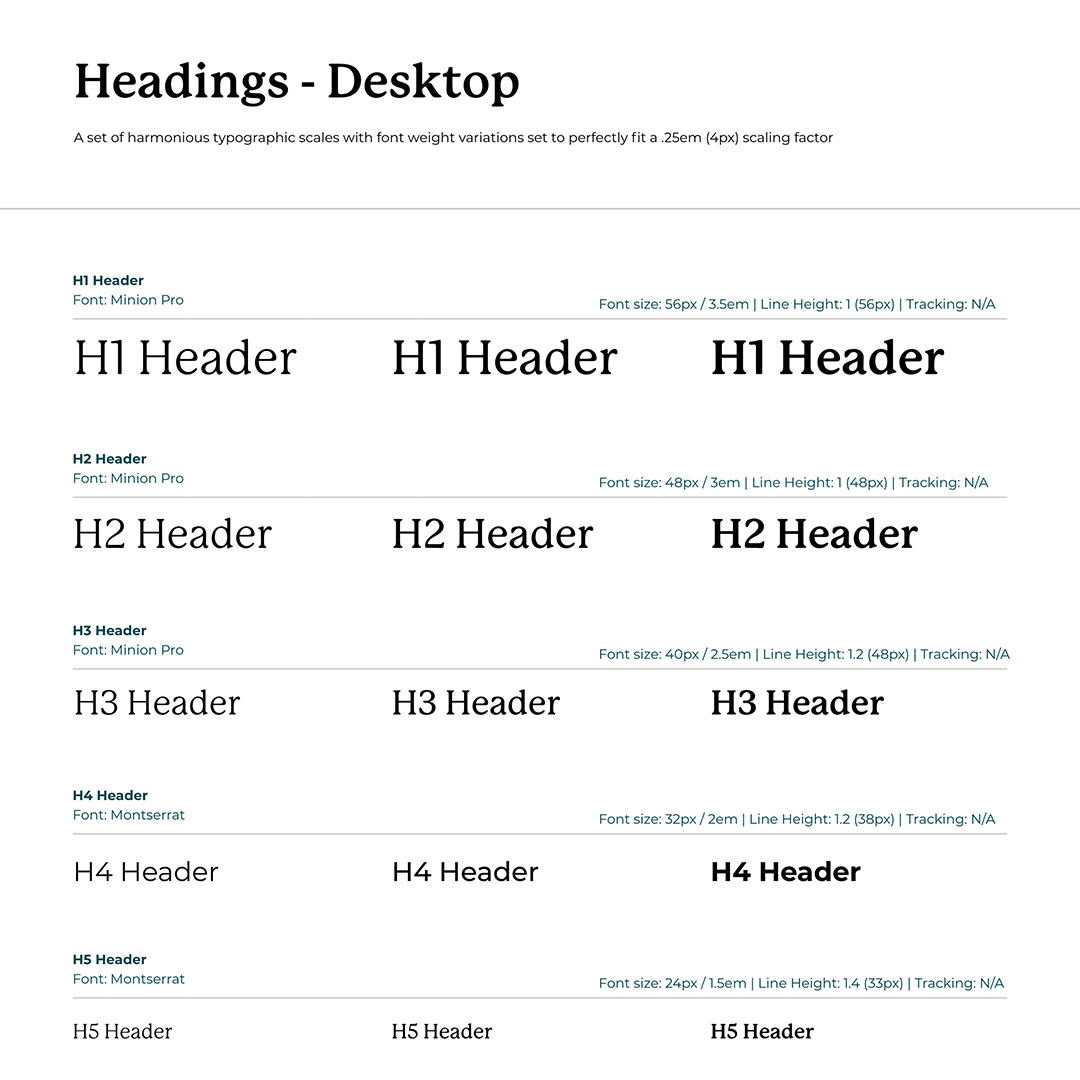 Headings - Desktop
A set of harmonious typographic scales with font weight variations set to perfectly fit a .25em (4px) scaling factor
H1 Header
Font: Minion Pro
Font size: 56px / 3.5em | Line Height: 1 (56px) | Tracking: N/A
H1 Header H1 Header H1 Header
H2 Header
Font: Minion Pro
Font size: 48px / 3em | Line Height: 1 (48px) | Tracking: N/A
H2 Header H2 Header H2 Header
H3 Header
Font: Minion Pro
Font size: 40px / 2.5em | Line Height: 1.2 (48px) | Tracking: N/A
H3 Header H3 Header H3 Header
H4 Header
Font: Montserrat
Font size: 32px / 2em | Line Height: 1.2 (38px) | Tracking: N/A
H4 Header H4 Header H4 Header
H5 Header
Font: Montserrat
Font size: 24px / 1.5em | Line Height: 1.4 (33px) | Tracking: N/A
H5 Header H5 Header H5 Header